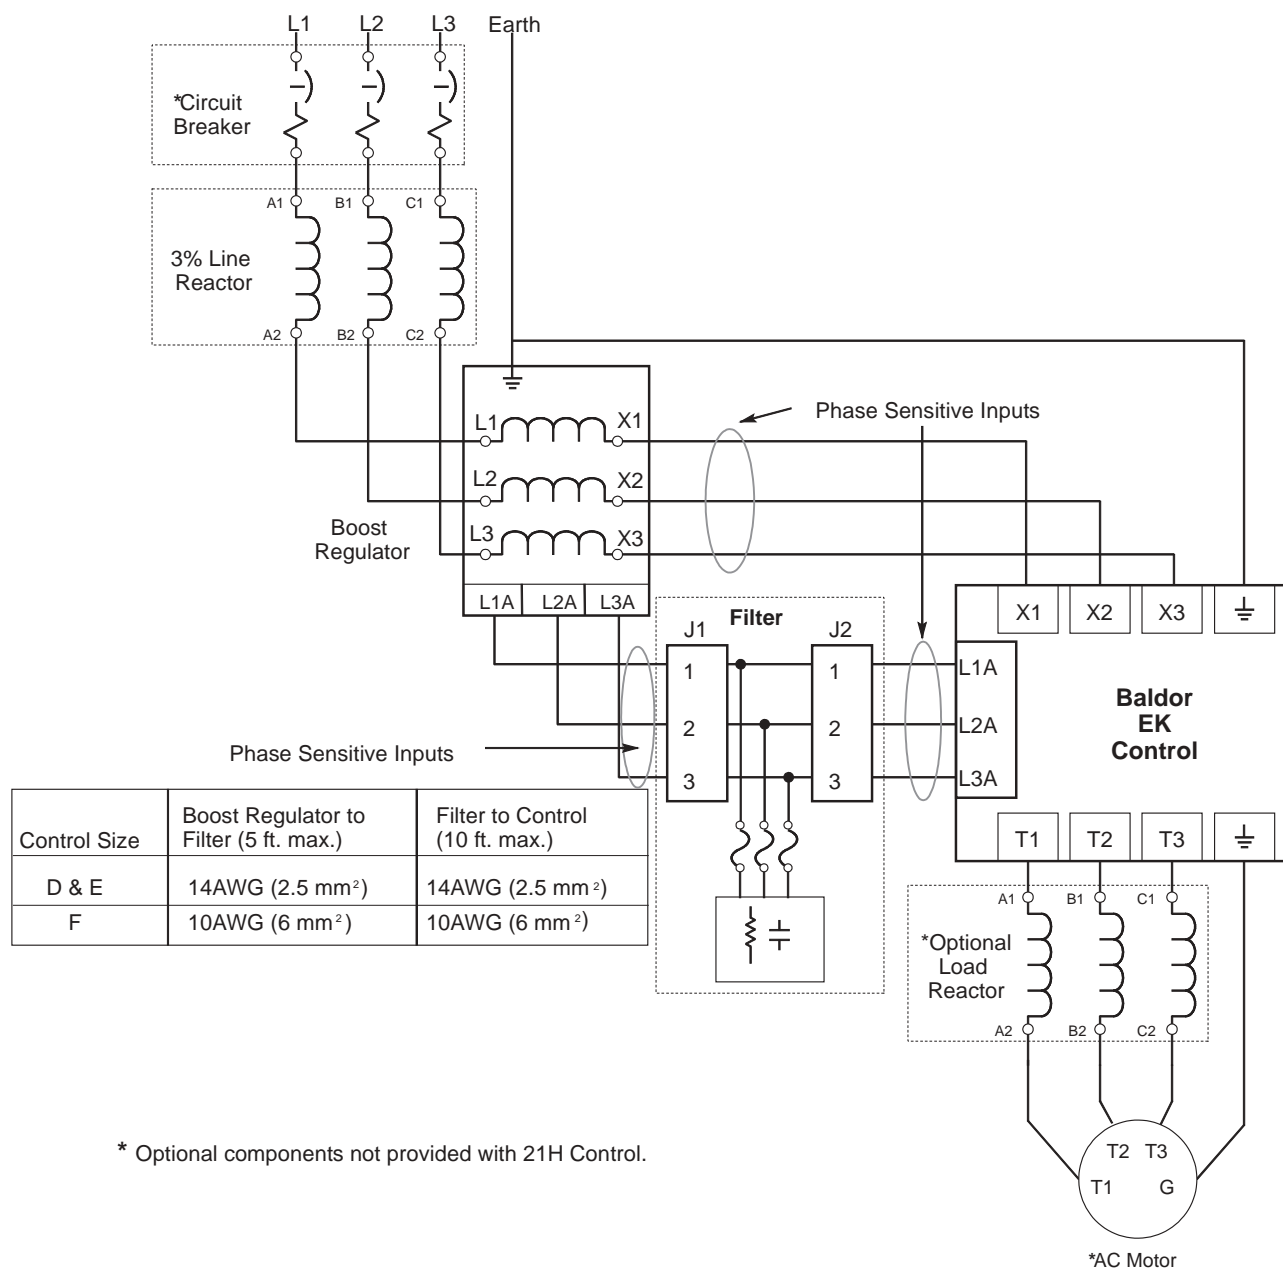 L1 L2 L3 Earth
*Circuit
Breaker
A1 B1 C1
3% Line
Reactor
A2 B2 C2
Phase Sensitive Inputs
L1 X1
L2 X2
L3 X3
Boost
Regulator
L1A L2A L3A
Filter
J1 J2
1 1
2 2
3 3
Phase Sensitive Inputs
X1 X2 X3
L1A
L2A
L3A
Baldor
EK
Control
T1 T2 T3
Control Size
Boost Regulator to
Filter (5 ft. max.)
Filter to Control
(10 ft. max.)
D & E 14AWG (2.5 mm²) 14AWG (2.5 mm²)
F 10AWG (6 mm²) 10AWG (6 mm²)
A1 B1 C1
*Optional
Load
Reactor
A2 B2 C2
T2 T3
T1 G
*AC Motor
* Optional components not provided with 21H Control.